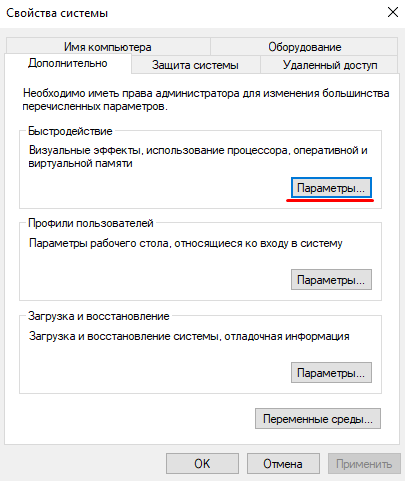 Свойства системы
Имя компьютера
Оборудование
Дополнительно
Защита системы
Удаленный доступ
Необходимо иметь права администратора для изменения большинства
перечисленных параметров.
Быстродействие
Визуальные эффекты, использование процессора, оперативной и
виртуальной памяти
Параметры...
Профили пользователей
Параметры рабочего стола, относящиеся ко входу в систему
Параметры...
Загрузка и восстановление
Загрузка и восстановление системы, отладочная информация
Параметры...
Переменные среды...
ОК
Отмена
Применить